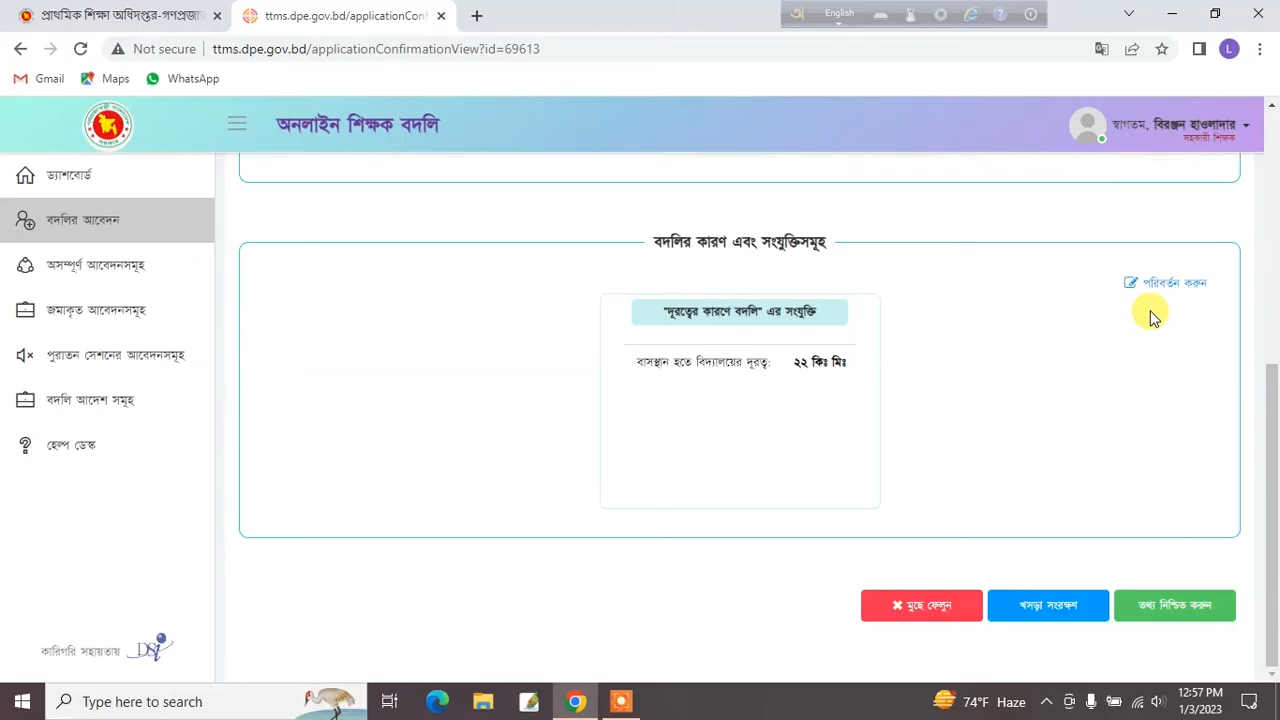 প্রাথমিক শিক্ষা অধিদপ্তর-গণপ্রজা
ttms.dpe.gov.bd/applicationConf
English
Not secure
ttms.dpe.gov.bd/applicationConfirmationView?id=69613
L
Gmail
Maps
WhatsApp
অনলাইন শিক্ষক বদলি
স্বাগতম, বিরঞ্জন হাওলাদার
সহকারী শিক্ষক
ড্যাশবোর্ড
বদলির আবেদন
অসম্পূর্ণ আবেদনসমূহ
জমাকৃত আবেদনসমূহ
পুরাতন সেশনের আবেদনসমূহ
বদলি আদেশ সমূহ
হেল্প ডেস্ক
কারিগরি সহায়তায়
DSi
বদলির কারণ এবং সংযুক্তিসমূহ
পরিবর্তন করুন
"দূরত্বের কারণে বদলি" এর সংযুক্তি
বাসস্থান হতে বিদ্যালয়ের দূরত্ব: ২২ কিঃ মিঃ
মুছে ফেলুন
খসড়া সংরক্ষণ
তথ্য নিশ্চিত করুন
Type here to search
74°F Haze
12:57 PM
1/3/2023